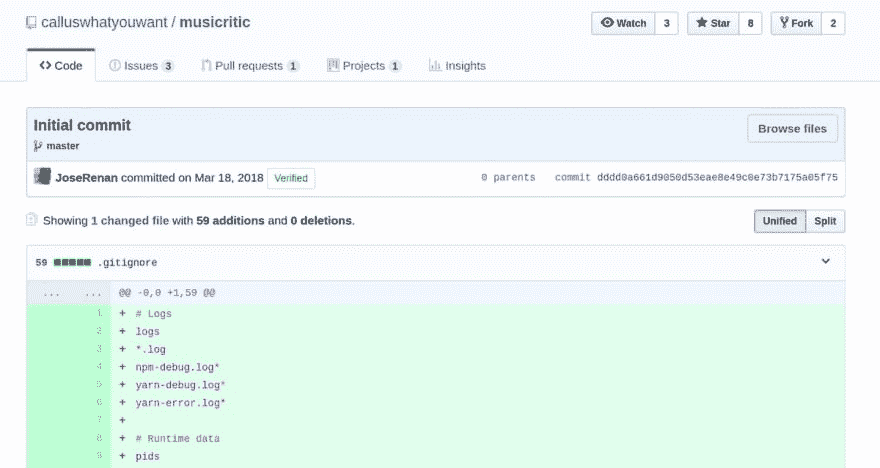 calluswhatyouwant / musicritic
Watch 3 Star 8 Fork 2
Code Issues 3 Pull requests 1 Projects 1 Insights
Initial commit
Browse files
master
JoseRenan committed on Mar 18, 2018 Verified 0 parents commit dddd0a661d9050d53eae8e49c0e73b7175a05f75
Showing 1 changed file with 59 additions and 0 deletions.
Unified Split
59 .gitignore
... ... @@ -0,0 +1,59 @@
1 + # Logs
2 + logs
3 + *.log
4 + npm-debug.log*
5 + yarn-debug.log*
6 + yarn-error.log*
7 +
8 + # Runtime data
9 + pids